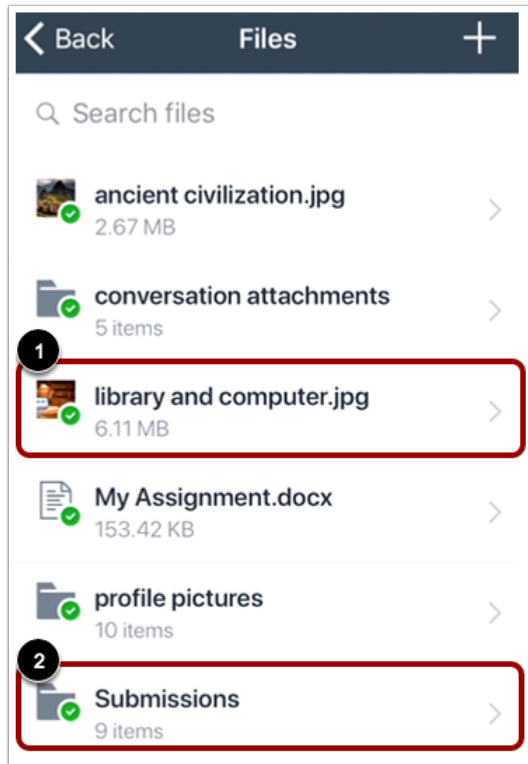 Back Files
Search files
ancient civilization.jpg
2.67 MB
conversation attachments
5 items
1
library and computer.jpg
6.11 MB
My Assignment.docx
153.42 KB
profile pictures
10 items
2
Submissions
9 items